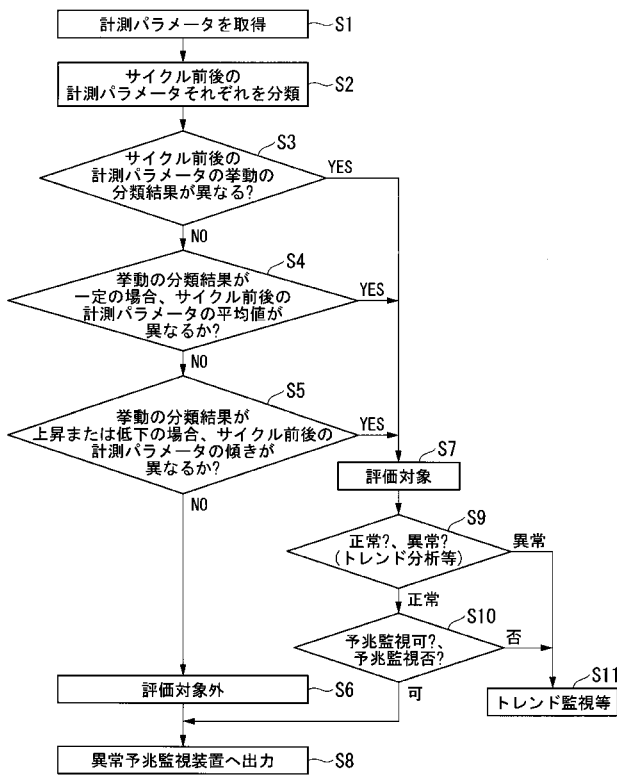 計測パラメータを取得
S1
サイクル前後の
計測パラメータそれぞれを分類
S2
サイクル前後の
計測パラメータの挙動の
分類結果が異なる?
S3
YES
NO
挙動の分類結果が
一定の場合、サイクル前後の
計測パラメータの平均値が
異なるか?
S4
YES
NO
挙動の分類結果が
上昇または低下の場合、サイクル前後の
計測パラメータの傾きが
異なるか?
S5
YES
NO
評価対象
S7
正常?、異常?
(トレンド分析等)
S9
異常
正常
予兆監視可?、
予兆監視否?
S10
否
可
トレンド監視等
S11
評価対象外
S6
異常予兆監視装置へ出力
S8